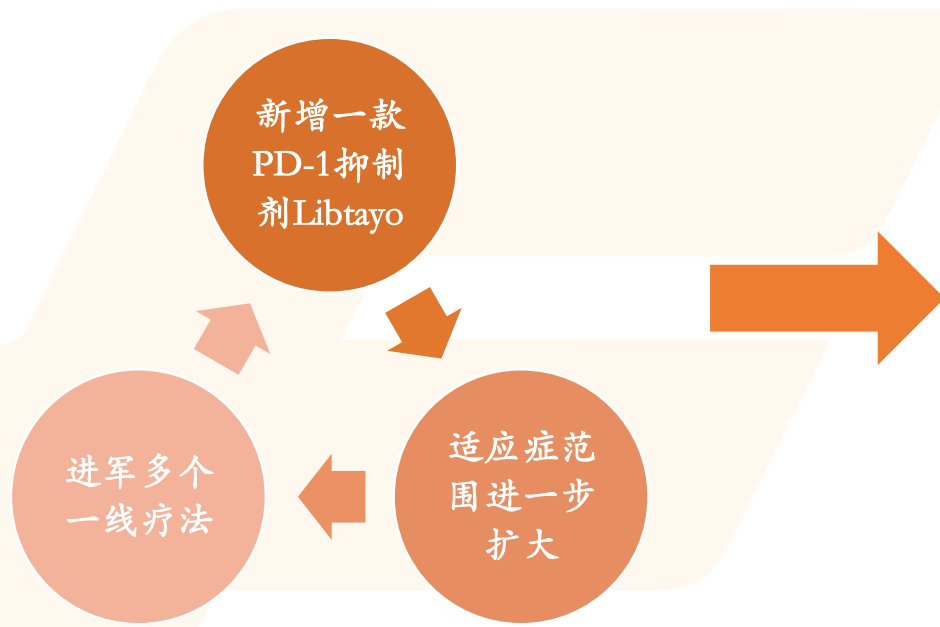 新增一款
PD-1抑制
剂Libtayo
适应症范
围进一步
扩大
进军多个
一线疗法